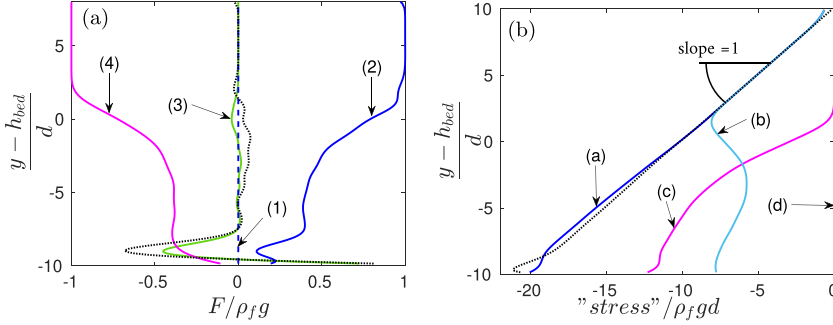 (a)
(4)
(2)
(3)
(1)
5
0
-5
-10
-1
-0.5
0
0.5
1
y − h_bed
d
F/ρ_f g
(b)
slope =1
(b)
(a)
(c)
(d)
10
5
0
-5
-10
-20
-15
-10
-5
0
y − h_bed
d
"stress"/ρ_f gd